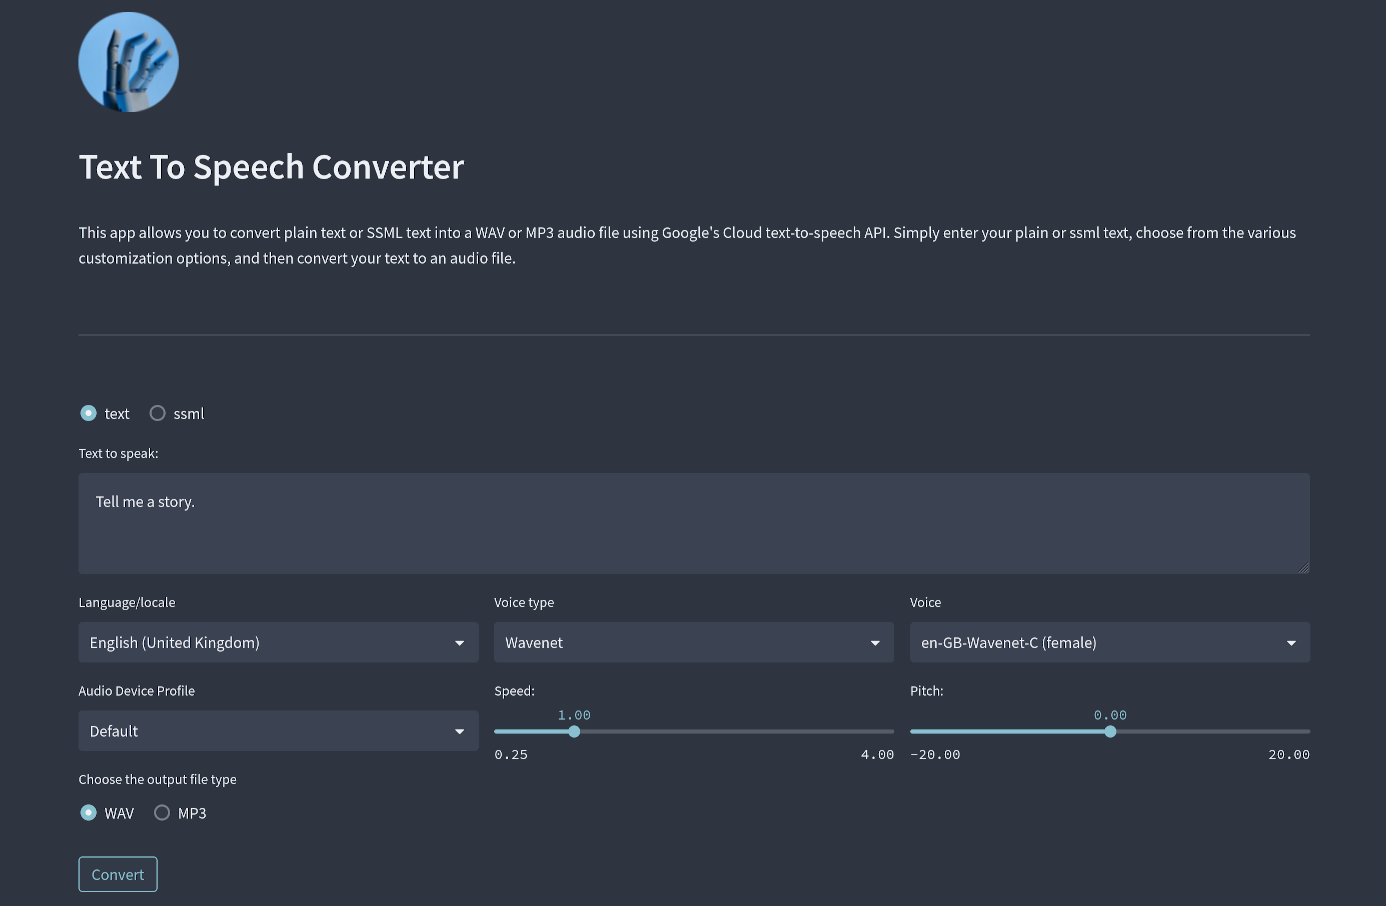 Text To Speech Converter
This app allows you to convert plain text or SSML text into a WAV or MP3 audio file using Google's Cloud text-to-speech API. Simply enter your plain or ssml text, choose from the various
customization options, and then convert your text to an audio file.
text ssml
Text to speak:
Tell me a story.
Language/locale Voice type Voice
English (United Kingdom) Wavenet en-GB-Wavenet-C (female)
Audio Device Profile Speed: Pitch:
1.00 0.00
Default
0.25 4.00 -20.00 20.00
Choose the output file type
WAV MP3
Convert